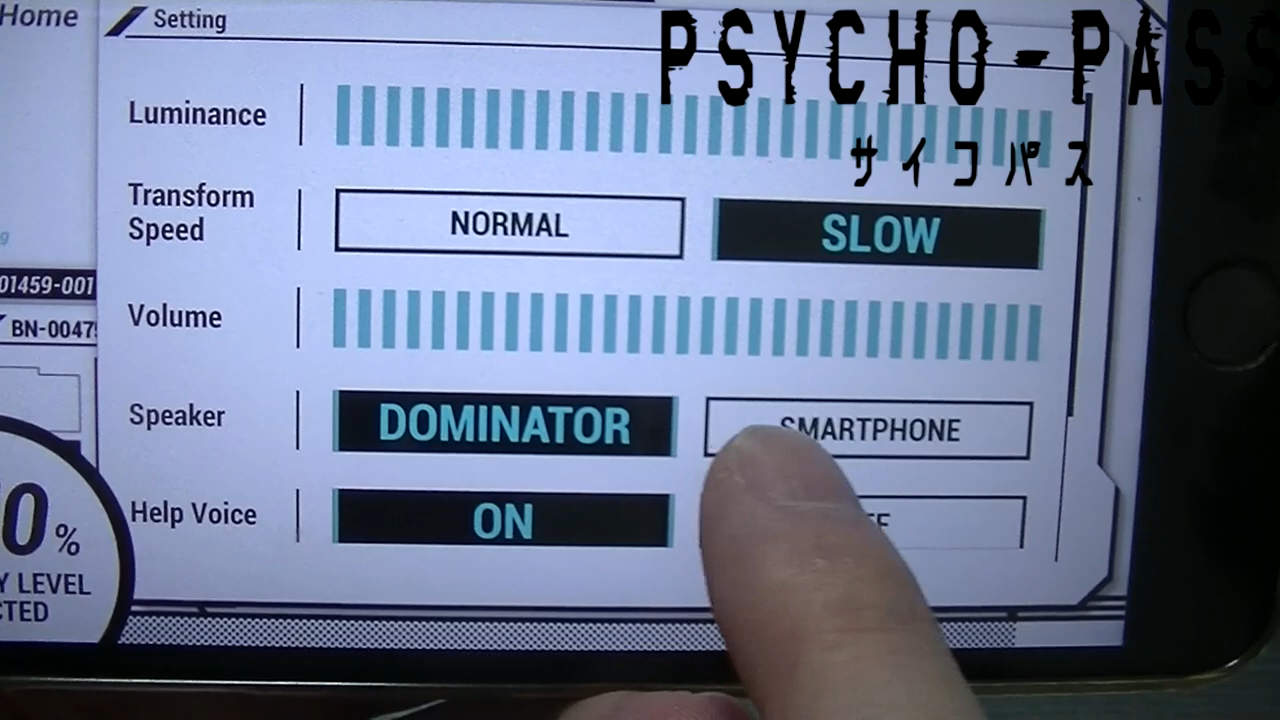 Home
Setting
PSYCHO-PASS
サイコパス
Luminance
Transform
Speed
NORMAL
SLOW
01459-001
Volume
BN-0047
Speaker
DOMINATOR
SMARTPHONE
Help Voice
ON
0%
Y LEVEL
CTED